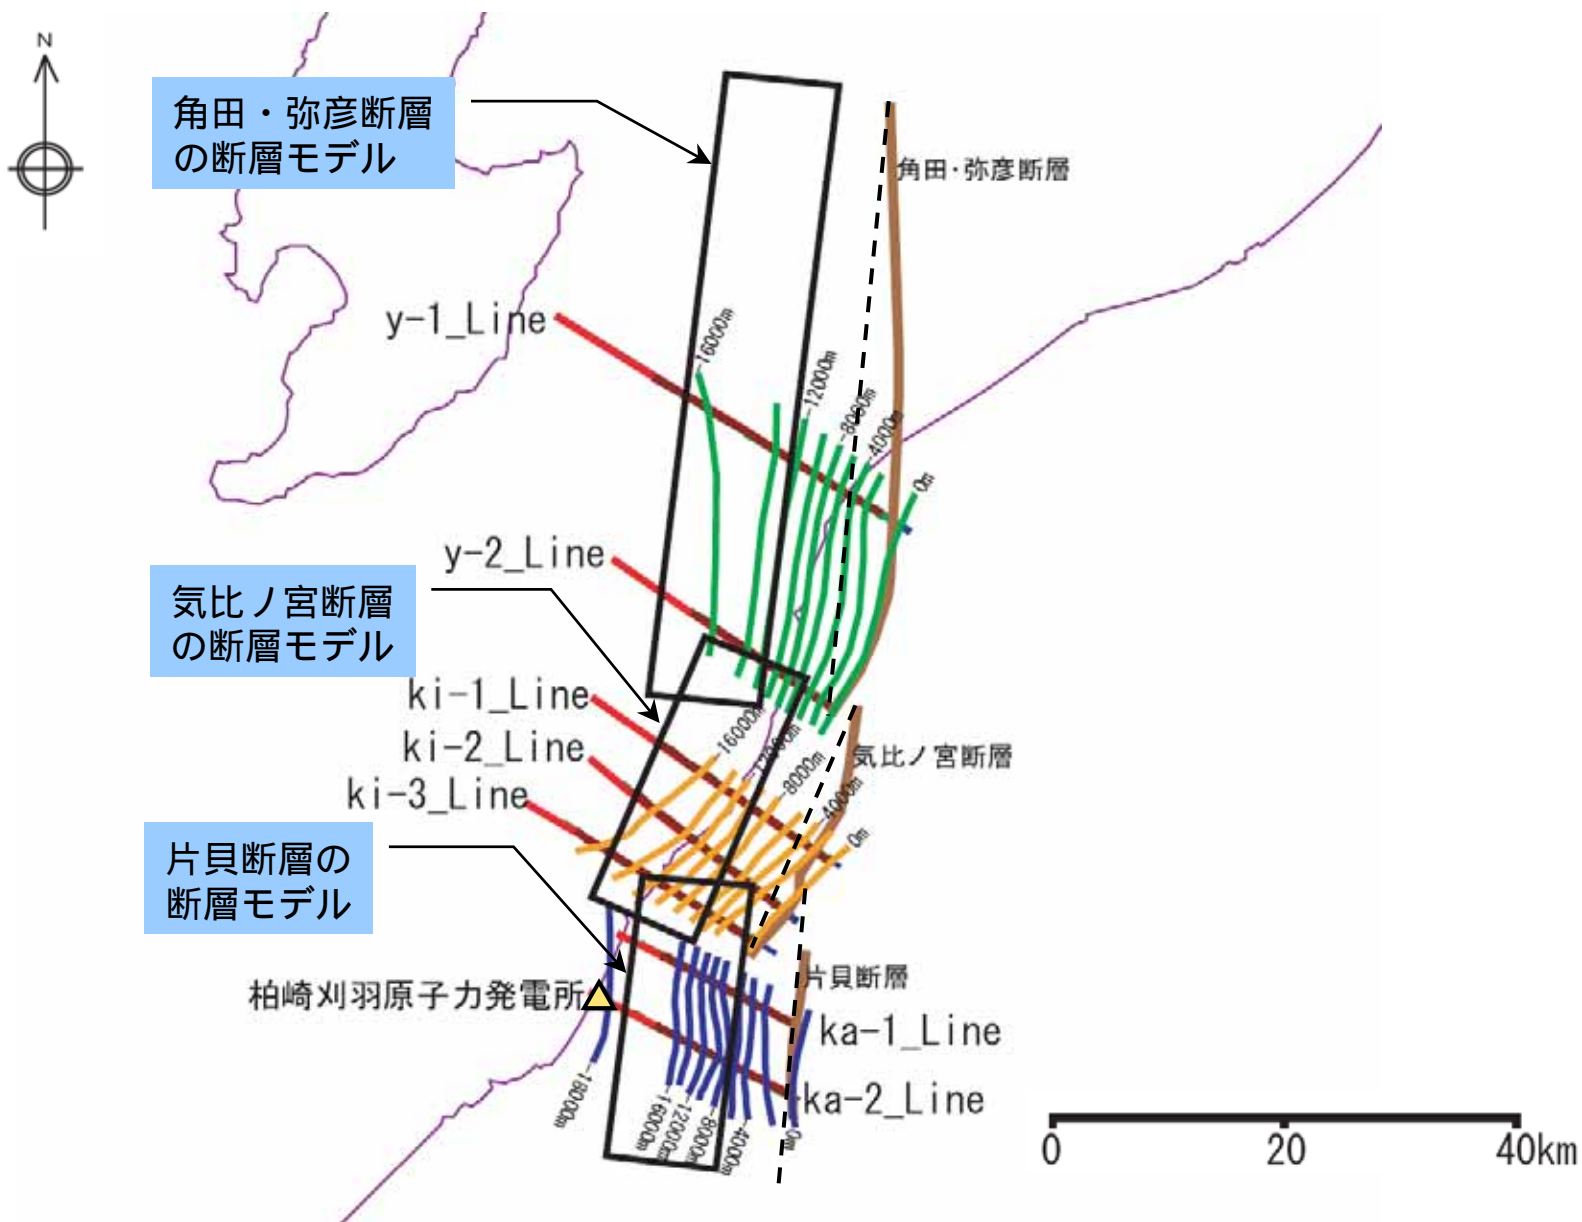 N
角田・弥彦断層
の断層モデル
角田・弥彦断層
y-1_Line
-16000m
-12000m
-8000m
-4000m
0m
y-2_Line
気比ノ宮断層
の断層モデル
ki-1_Line
ki-2_Line
ki-3_Line
-16000m
-12000m
-8000m
-4000m
0m
気比ノ宮断層
片貝断層の
断層モデル
柏崎刈羽原子力発電所
片貝断層
ka-1_Line
ka-2_Line
-18000m
-16000m
-12000m
-8000m
-4000m
0m
0 20 40km